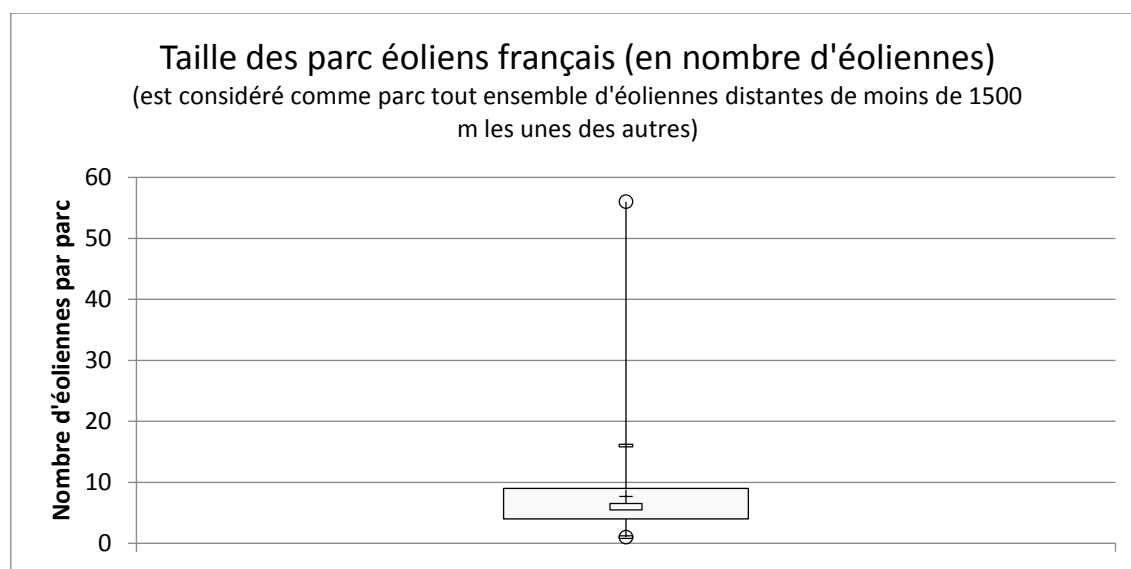 Taille des parc éoliens français (en nombre d'éoliennes)
(est considéré comme parc tout ensemble d'éoliennes distantes de moins de 1500
m les unes des autres)
Nombre d'éoliennes par parc
60
50
40
30
20
10
0